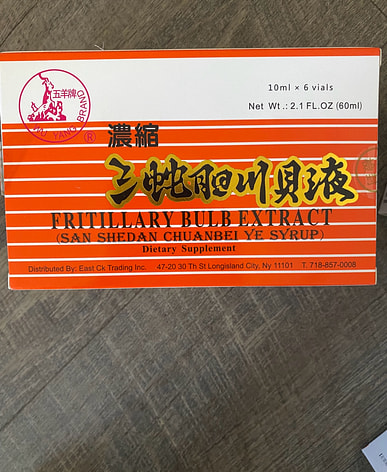 10ml × 6 vials
Net Wt.: 2.1 FL.OZ (60ml)
五羊牌
WU YANG BRAND
®
濃縮
三蛇胆川貝液
FRITILLARY BULB EXTRACT
(SAN SHEDAN CHUANBEI YE SYRUP)
Dietary Supplement
Distributed By: East Ck Trading Inc. 47-20 30 Th St Longisland City, Ny 11101 T. 718-857-0008